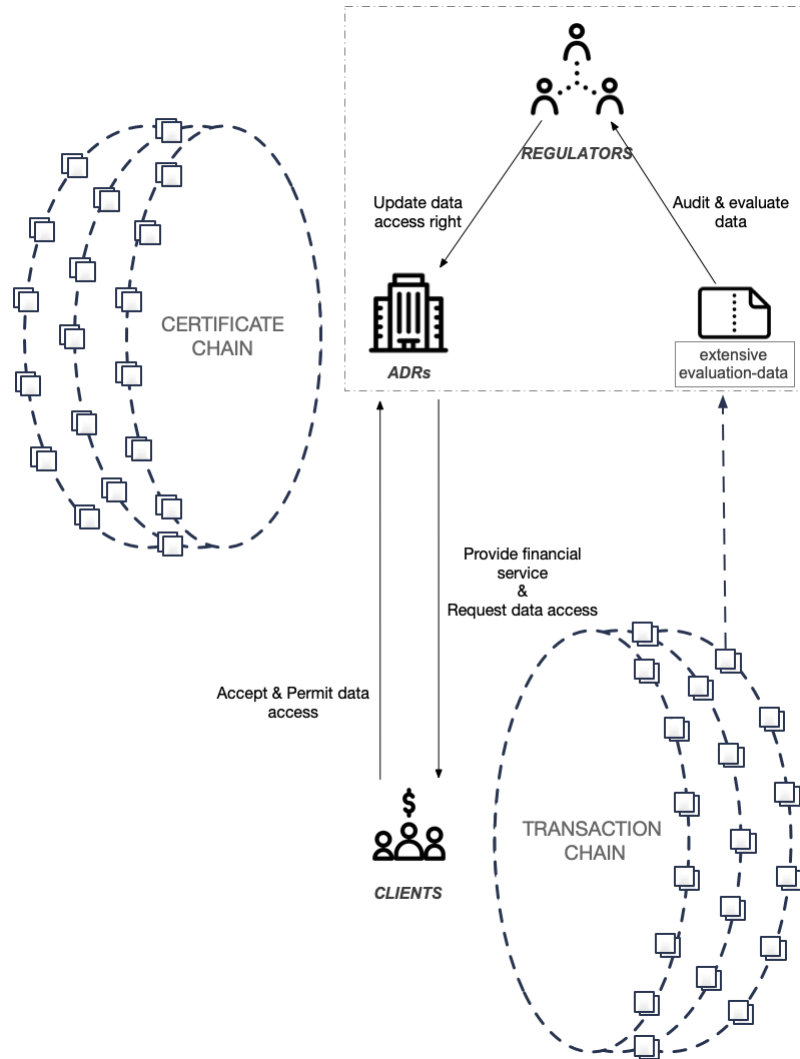 REGULATORS
Update data
access right
Audit & evaluate
data
CERTIFICATE
CHAIN
ADRs
extensive
evaluation-data
Provide financial
service
&
Request data access
Accept & Permit data
access
$
TRANSACTION
CHAIN
CLIENTS